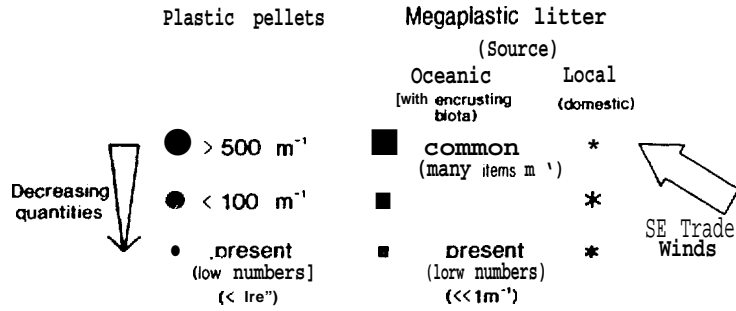 Plastic pellets
Megaplastic litter
(Source)
Oceanic
[with encrusting
biota)
Local
(domestic)
Decreasing
quantities
> 500 m⁻¹
< 100 m⁻¹
present
(low numbers]
(< Ire”)
common
(many items m ‘)
present
(lorw numbers)
(<<1m⁻¹)
SE Trade
Winds